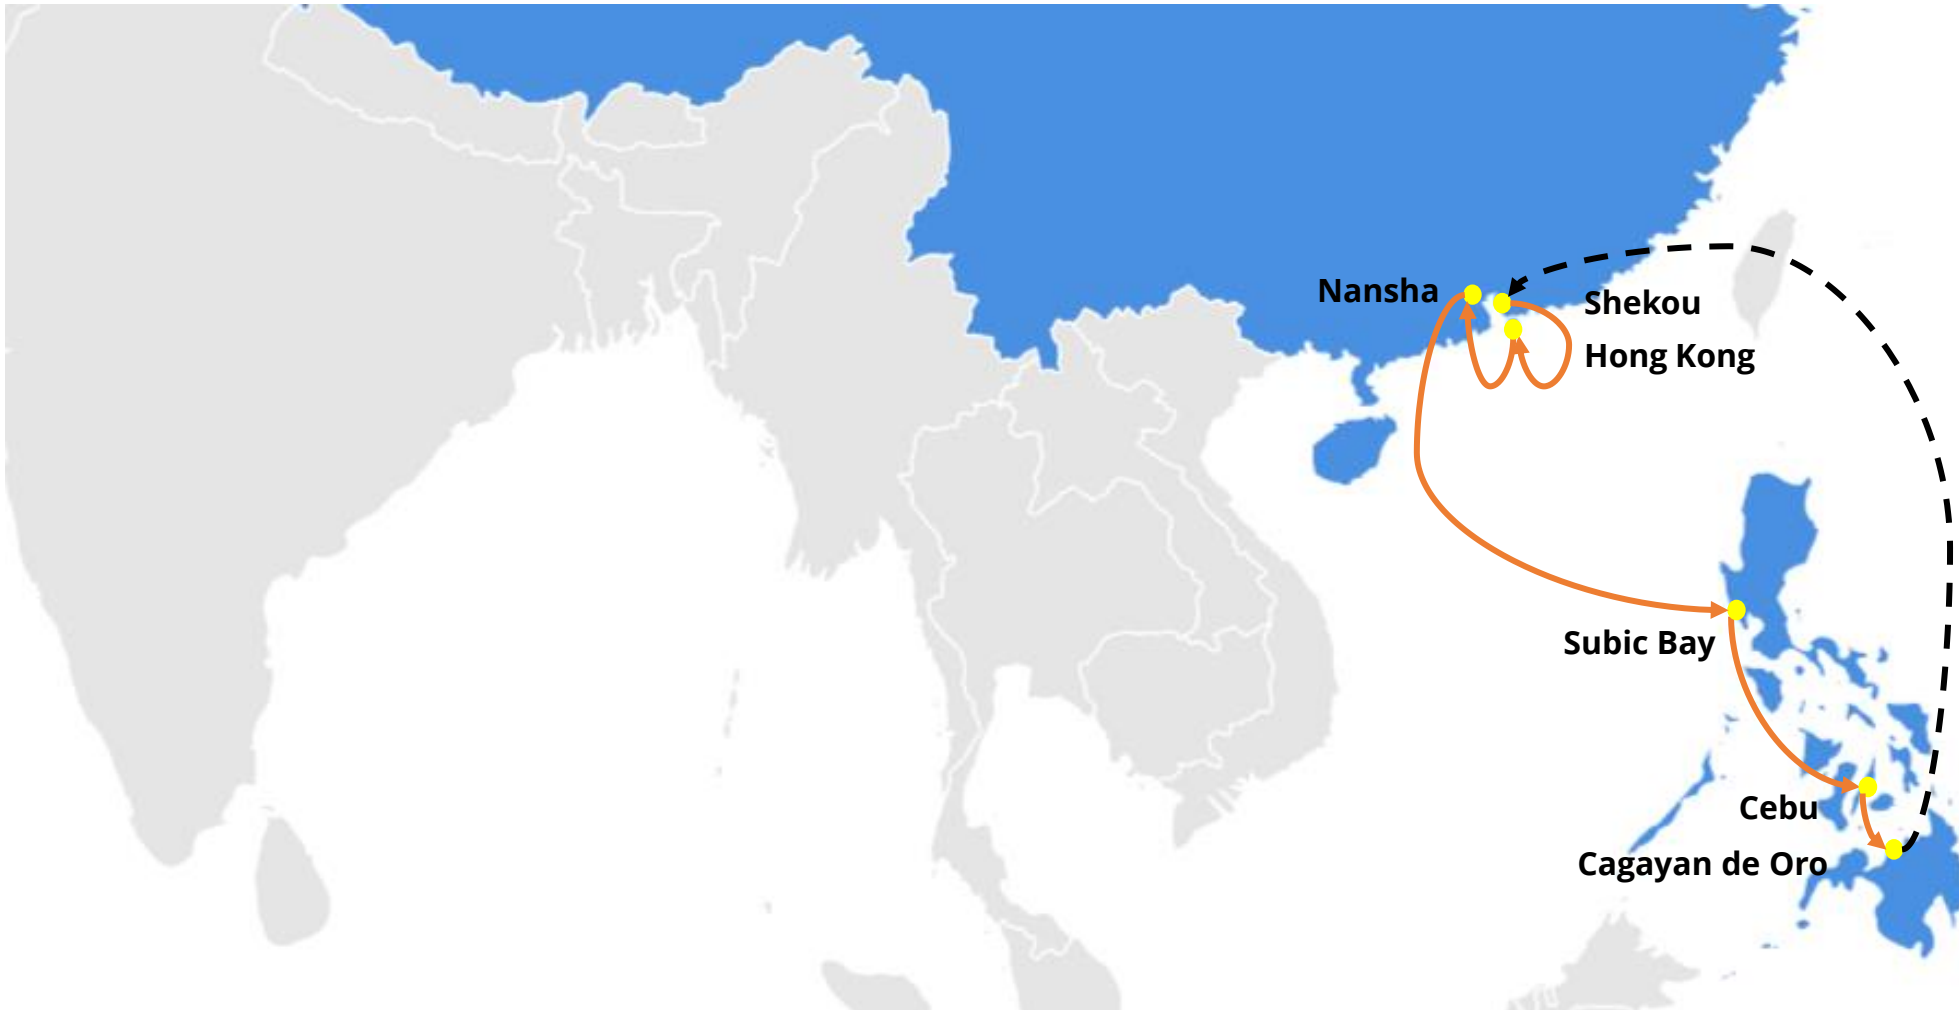 Nansha
Shekou
Hong Kong
Subic Bay
Cebu
Cagayan de Oro